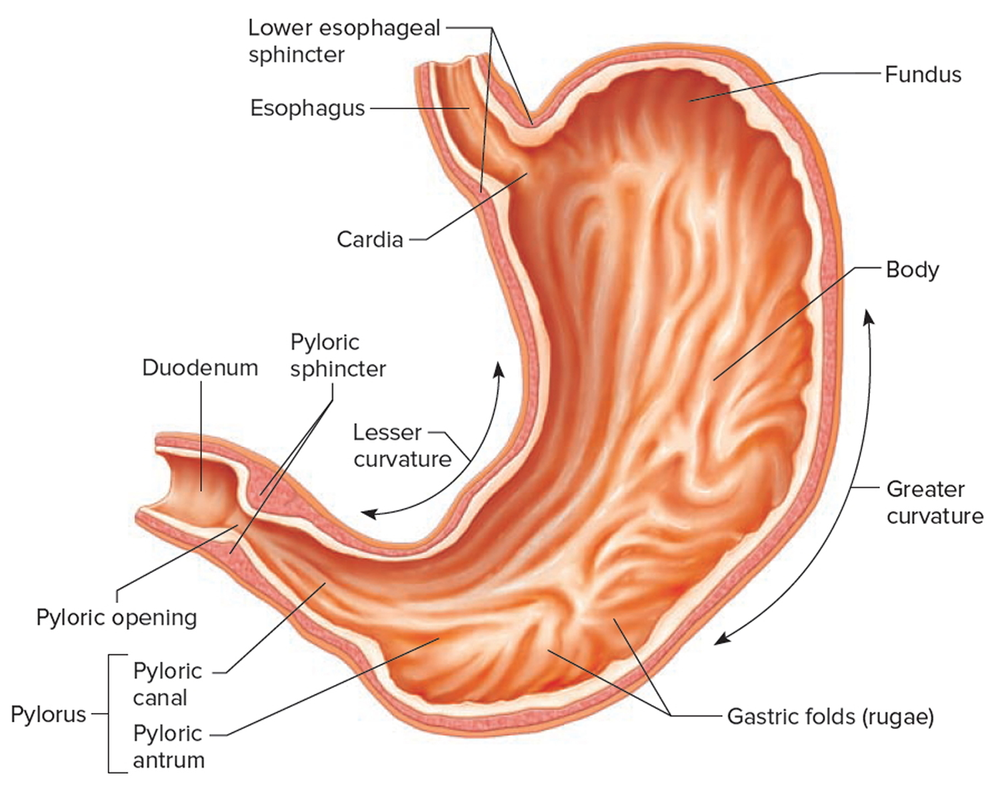 Lower esophageal
sphincter
Fundus
Esophagus
Cardia
Body
Pyloric
sphincter
Duodenum
Lesser
curvature
Greater
curvature
Pyloric opening
Pylorus
Pyloric
canal
Pyloric
antrum
Gastric folds (rugae)